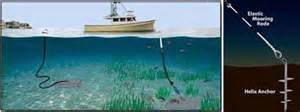 Elastic
Mooring
Rode
Helix Anchor